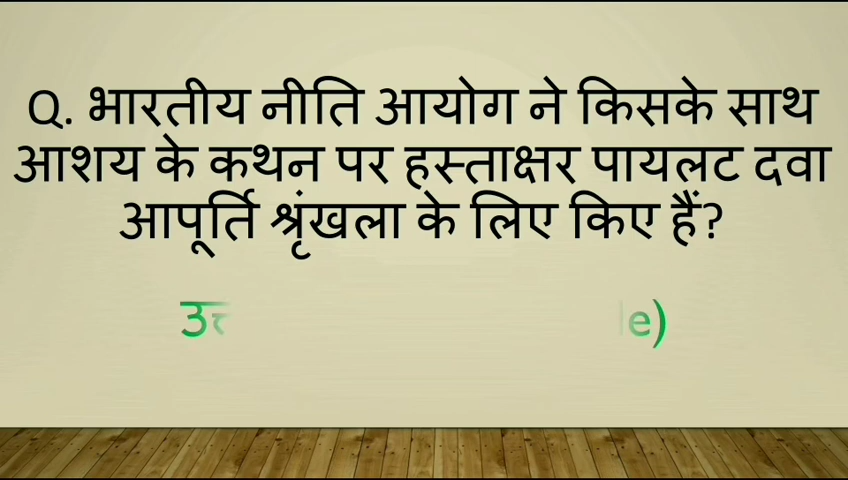 Q. भारतीय नीति आयोग ने किसके साथ
आशय के कथन पर हस्ताक्षर पायलट दवा
आपूर्ति श्रृंखला के लिए किए हैं?